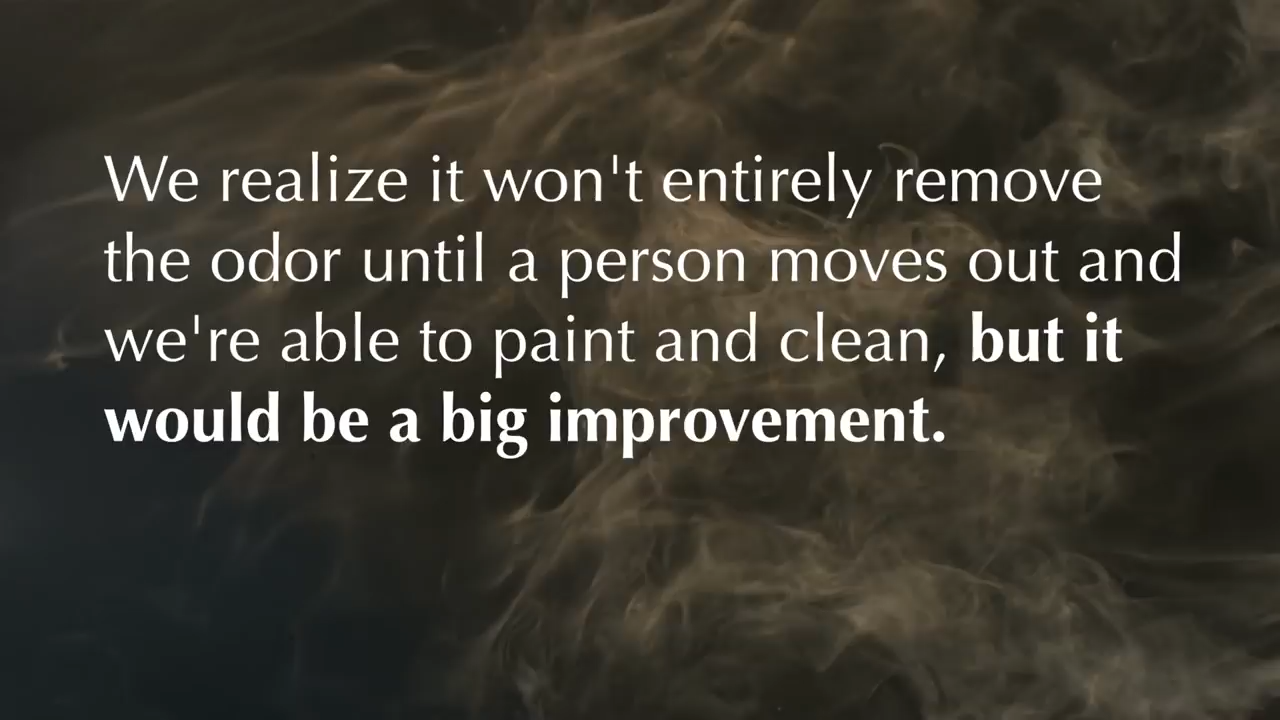 We realize it won't entirely remove
the odor until a person moves out and
we're able to paint and clean, but it
would be a big improvement.